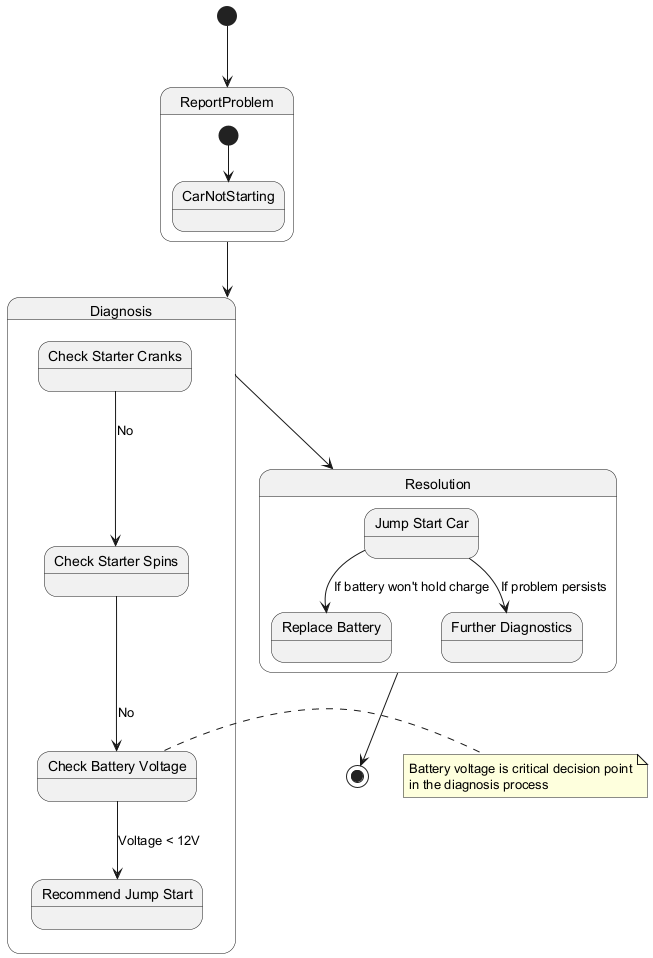 ReportProblem
CarNotStarting
Diagnosis
Check Starter Cranks
No
Check Starter Spins
No
Check Battery Voltage
Voltage < 12V
Recommend Jump Start
Resolution
Jump Start Car
If battery won't hold charge
If problem persists
Replace Battery
Further Diagnostics
Battery voltage is critical decision point
in the diagnosis process